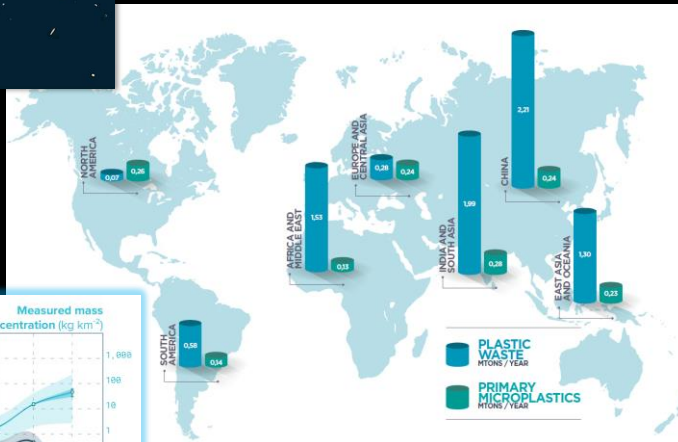 NORTH
AMERICA
0,07
0,26
EUROPE AND
CENTRAL ASIA
0,28
0,24
CHINA
2,21
0,24
AFRICA AND
MIDDLE EAST
1,53
0,13
INDIA AND
SOUTH ASIA
1,99
0,28
EAST ASIA
AND OCEANIA
1,30
0,23
SOUTH
AMERICA
0,58
0,14
PLASTIC
WASTE
MTONS / YEAR
PRIMARY
MICROPLASTICS
MTONS / YEAR
Measured mass
centration (kg km⁻²)
1,000
100
10
1